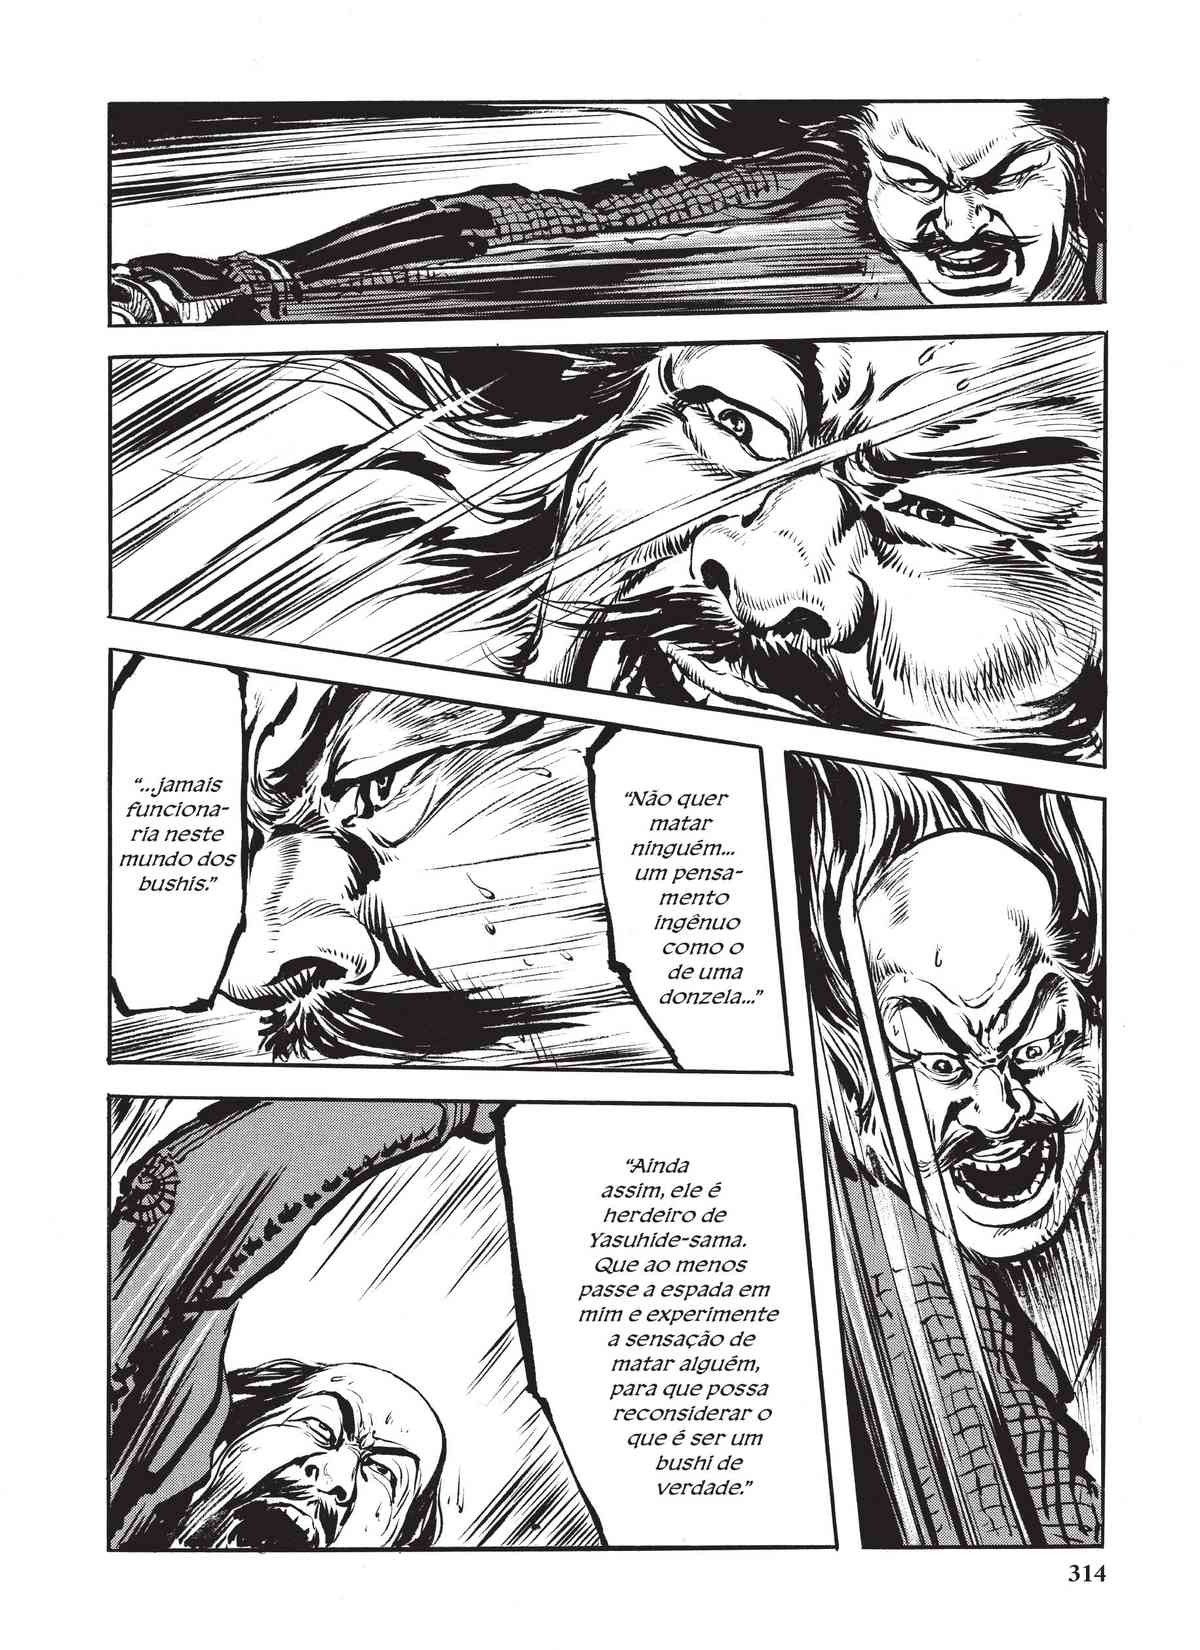 “Não quer
matar
ninguém...
um pensa-
mento
ingênuo
como o
de uma
donzela...”
“...jamais
funciona-
ria neste
mundo dos
bushis.”
“Ainda
assim, ele é
herdeiro de
Yasuhide-sama.
Que ao menos
passe a espada em
mim e experimente
a sensação de
matar alguém,
para que possa
reconsiderar o
que é ser um
bushi de
verdade.”
314